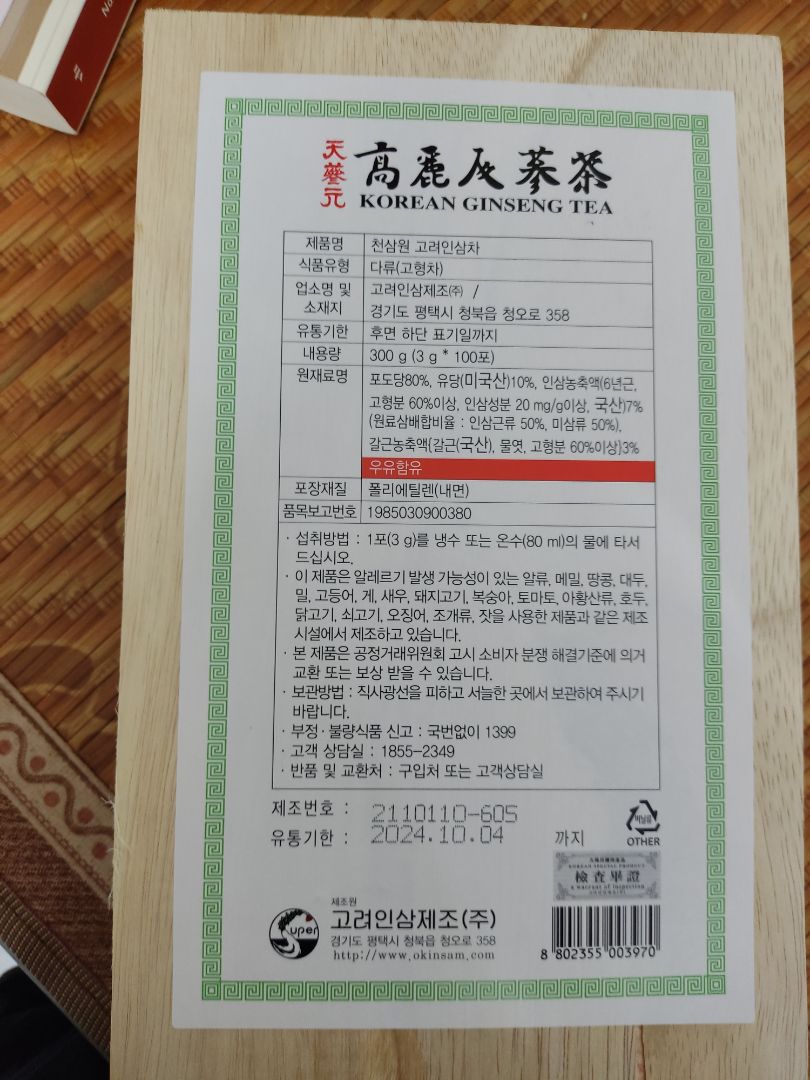 天蔘元 高麗人蔘茶
KOREAN GINSENG TEA
제품명 천삼원 고려인삼차
식품유형 다류(고형차)
업소명 및 소재지 고려인삼제조㈜ /
경기도 평택시 청북읍 청오로 358
유통기한 후면 하단 표기일까지
내용량 300 g (3 g * 100포)
원재료명 포도당80%, 유당(미국산)10%, 인삼농축액(6년근,
고형분 60%이상, 인삼성분 20 mg/g이상, 국산)7%
(원료삼배합비율 : 인삼근류 50%, 미삼류 50%),
갈근농축액{갈근(국산), 물엿, 고형분 60%이상}3%
우유함유
포장재질 폴리에틸렌(내면)
품목보고번호 1985030900380
· 섭취방법 : 1포(3 g)를 냉수 또는 온수(80 ml)의 물에 타서
드십시오.
· 이 제품은 알레르기 발생 가능성이 있는 알류, 메밀, 땅콩, 대두,
밀, 고등어, 게, 새우, 돼지고기, 복숭아, 토마토, 아황산류, 호두,
닭고기, 쇠고기, 오징어, 조개류, 잣을 사용한 제품과 같은 제조
시설에서 제조하고 있습니다.
· 본 제품은 공정거래위원회 고시 소비자 분쟁 해결기준에 의거
교환 또는 보상 받을 수 있습니다.
· 보관방법 : 직사광선을 피하고 서늘한 곳에서 보관하여 주시기
바랍니다.
· 부정 · 불량식품 신고 : 국번없이 1399
· 고객 상담실 : 1855-2349
· 반품 및 교환처 : 구입처 또는 고객상담실
제조번호 : 2110110-605
유통기한 : 2024.10.04 까지
비닐류
OTHER
檢査畢證
a warrant of inspection
제조원
Super
고려인삼제조(주)
경기도 평택시 청북읍 청오로 358
http://www.okinsam.com
8 802355 003970